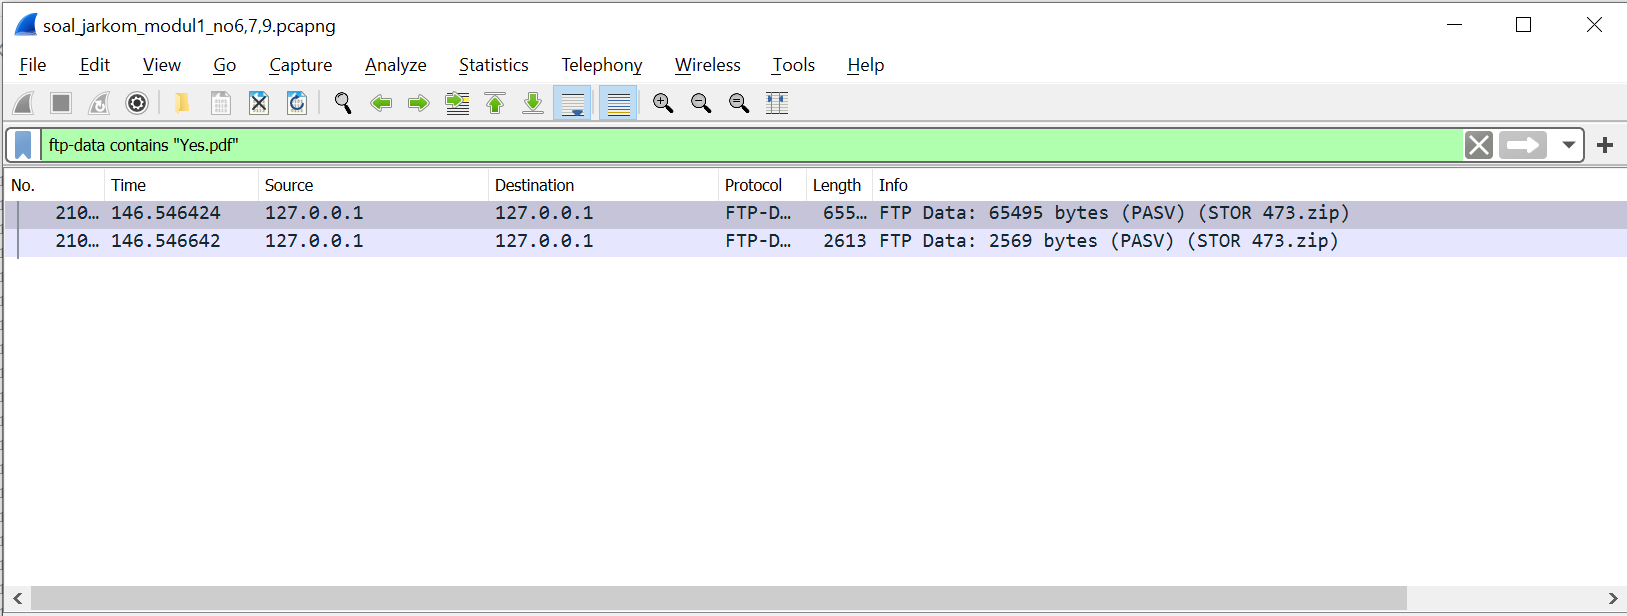 soal_jarkom_modul1_no6,7,9.pcapng
File Edit View Go Capture Analyze Statistics Telephony Wireless Tools Help
ftp-data contains "Yes.pdf"
No. Time Source Destination Protocol Length Info
210… 146.546424 127.0.0.1 127.0.0.1 FTP-D… 655… FTP Data: 65495 bytes (PASV) (STOR 473.zip)
210… 146.546642 127.0.0.1 127.0.0.1 FTP-D… 2613 FTP Data: 2569 bytes (PASV) (STOR 473.zip)